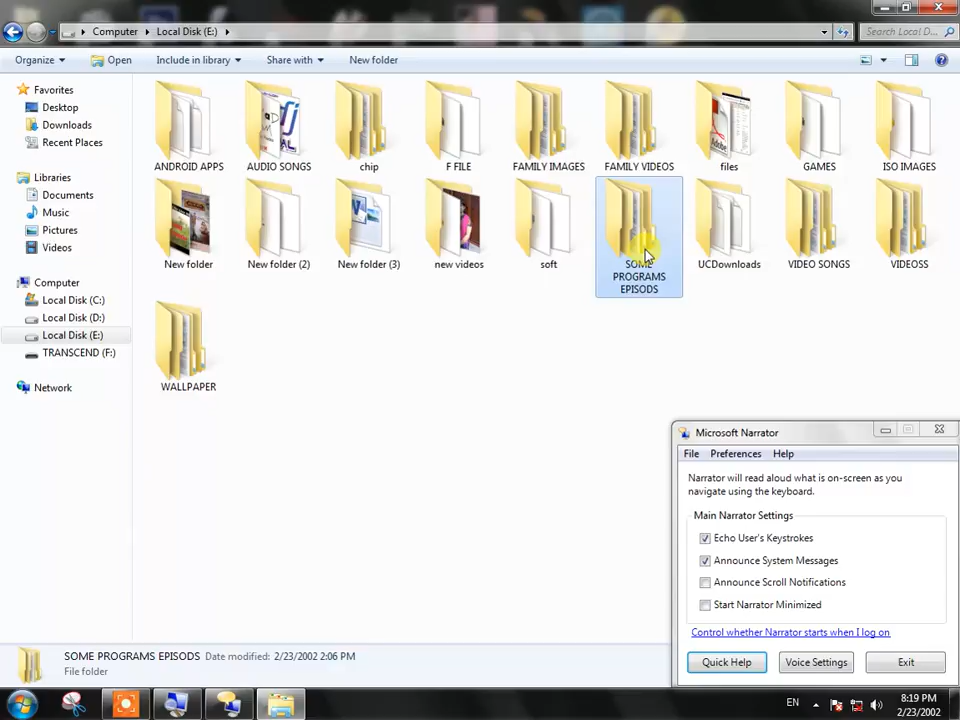 Computer ▸ Local Disk (E:) ▸
Search Local D...
Organize Open Include in library Share with New folder
Favorites
Desktop
Downloads
Recent Places
Libraries
Documents
Music
Pictures
Videos
Computer
Local Disk (C:)
Local Disk (D:)
Local Disk (E:)
TRANSCEND (F:)
Network
ANDROID APPS
AUDIO SONGS
chip
F FILE
FAMILY IMAGES
FAMILY VIDEOS
files
GAMES
ISO IMAGES
New folder
New folder (2)
New folder (3)
new videos
soft
SOME
PROGRAMS
EPISODS
UCDownloads
VIDEO SONGS
VIDEOSS
WALLPAPER
Microsoft Narrator
File Preferences Help
Narrator will read aloud what is on-screen as you
navigate using the keyboard.
Main Narrator Settings
Echo User's Keystrokes
Announce System Messages
Announce Scroll Notifications
Start Narrator Minimized
Control whether Narrator starts when I log on
Quick Help Voice Settings Exit
SOME PROGRAMS EPISODS Date modified: 2/23/2002 2:06 PM
File folder
EN
8:19 PM
2/23/2002